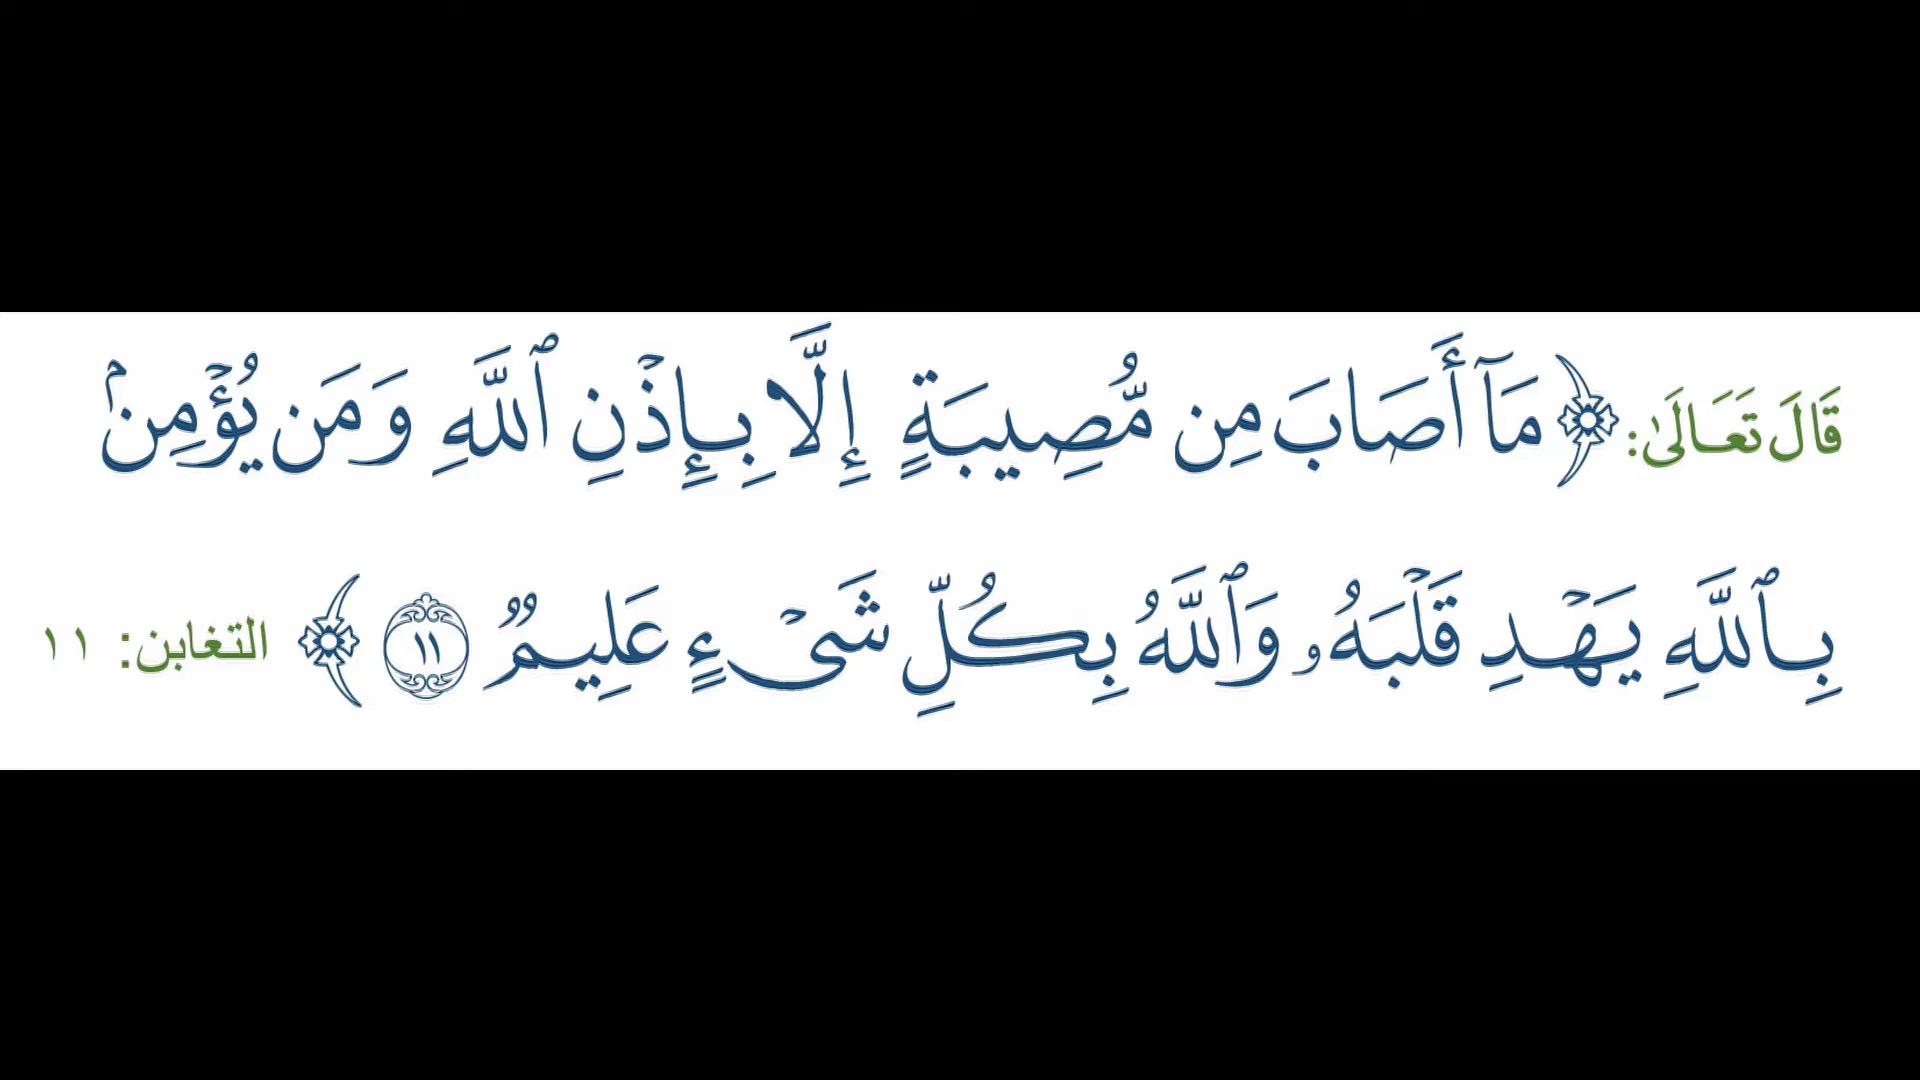 قَالَ تَعَالَىٰ: ﴿مَآ أَصَابَ مِن مُّصِيبَةٍ إِلَّا بِإِذۡنِ ٱللَّهِ وَمَن يُؤۡمِنۢ
بِٱللَّهِ يَهۡدِ قَلۡبَهُۥ وَٱللَّهُ بِكُلِّ شَيۡءٍ عَلِيمٌ ١١﴾ التغابن: ١١